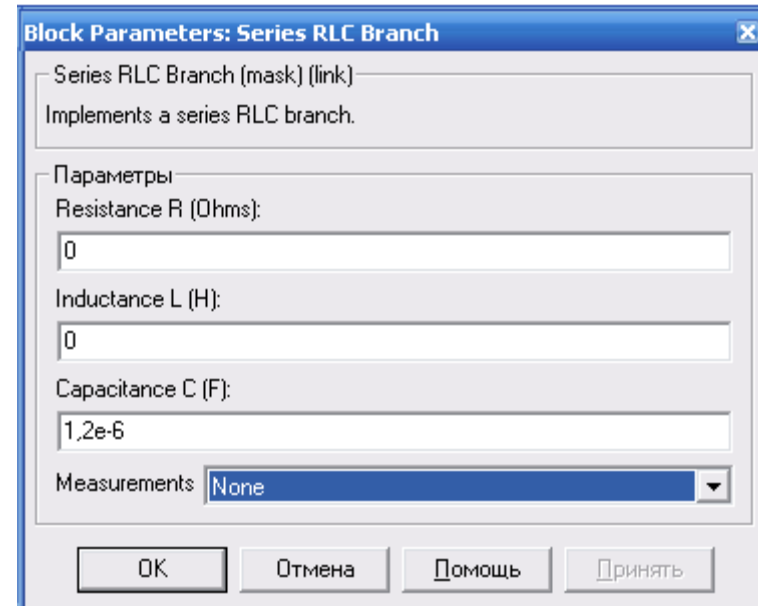 Block Parameters: Series RLC Branch
Series RLC Branch (mask) (link)
Implements a series RLC branch.
Параметры
Resistance R (Ohms):
0
Inductance L (H):
0
Capacitance C (F):
1,2e-6
Measurements None
OK Отмена Помощь Принять